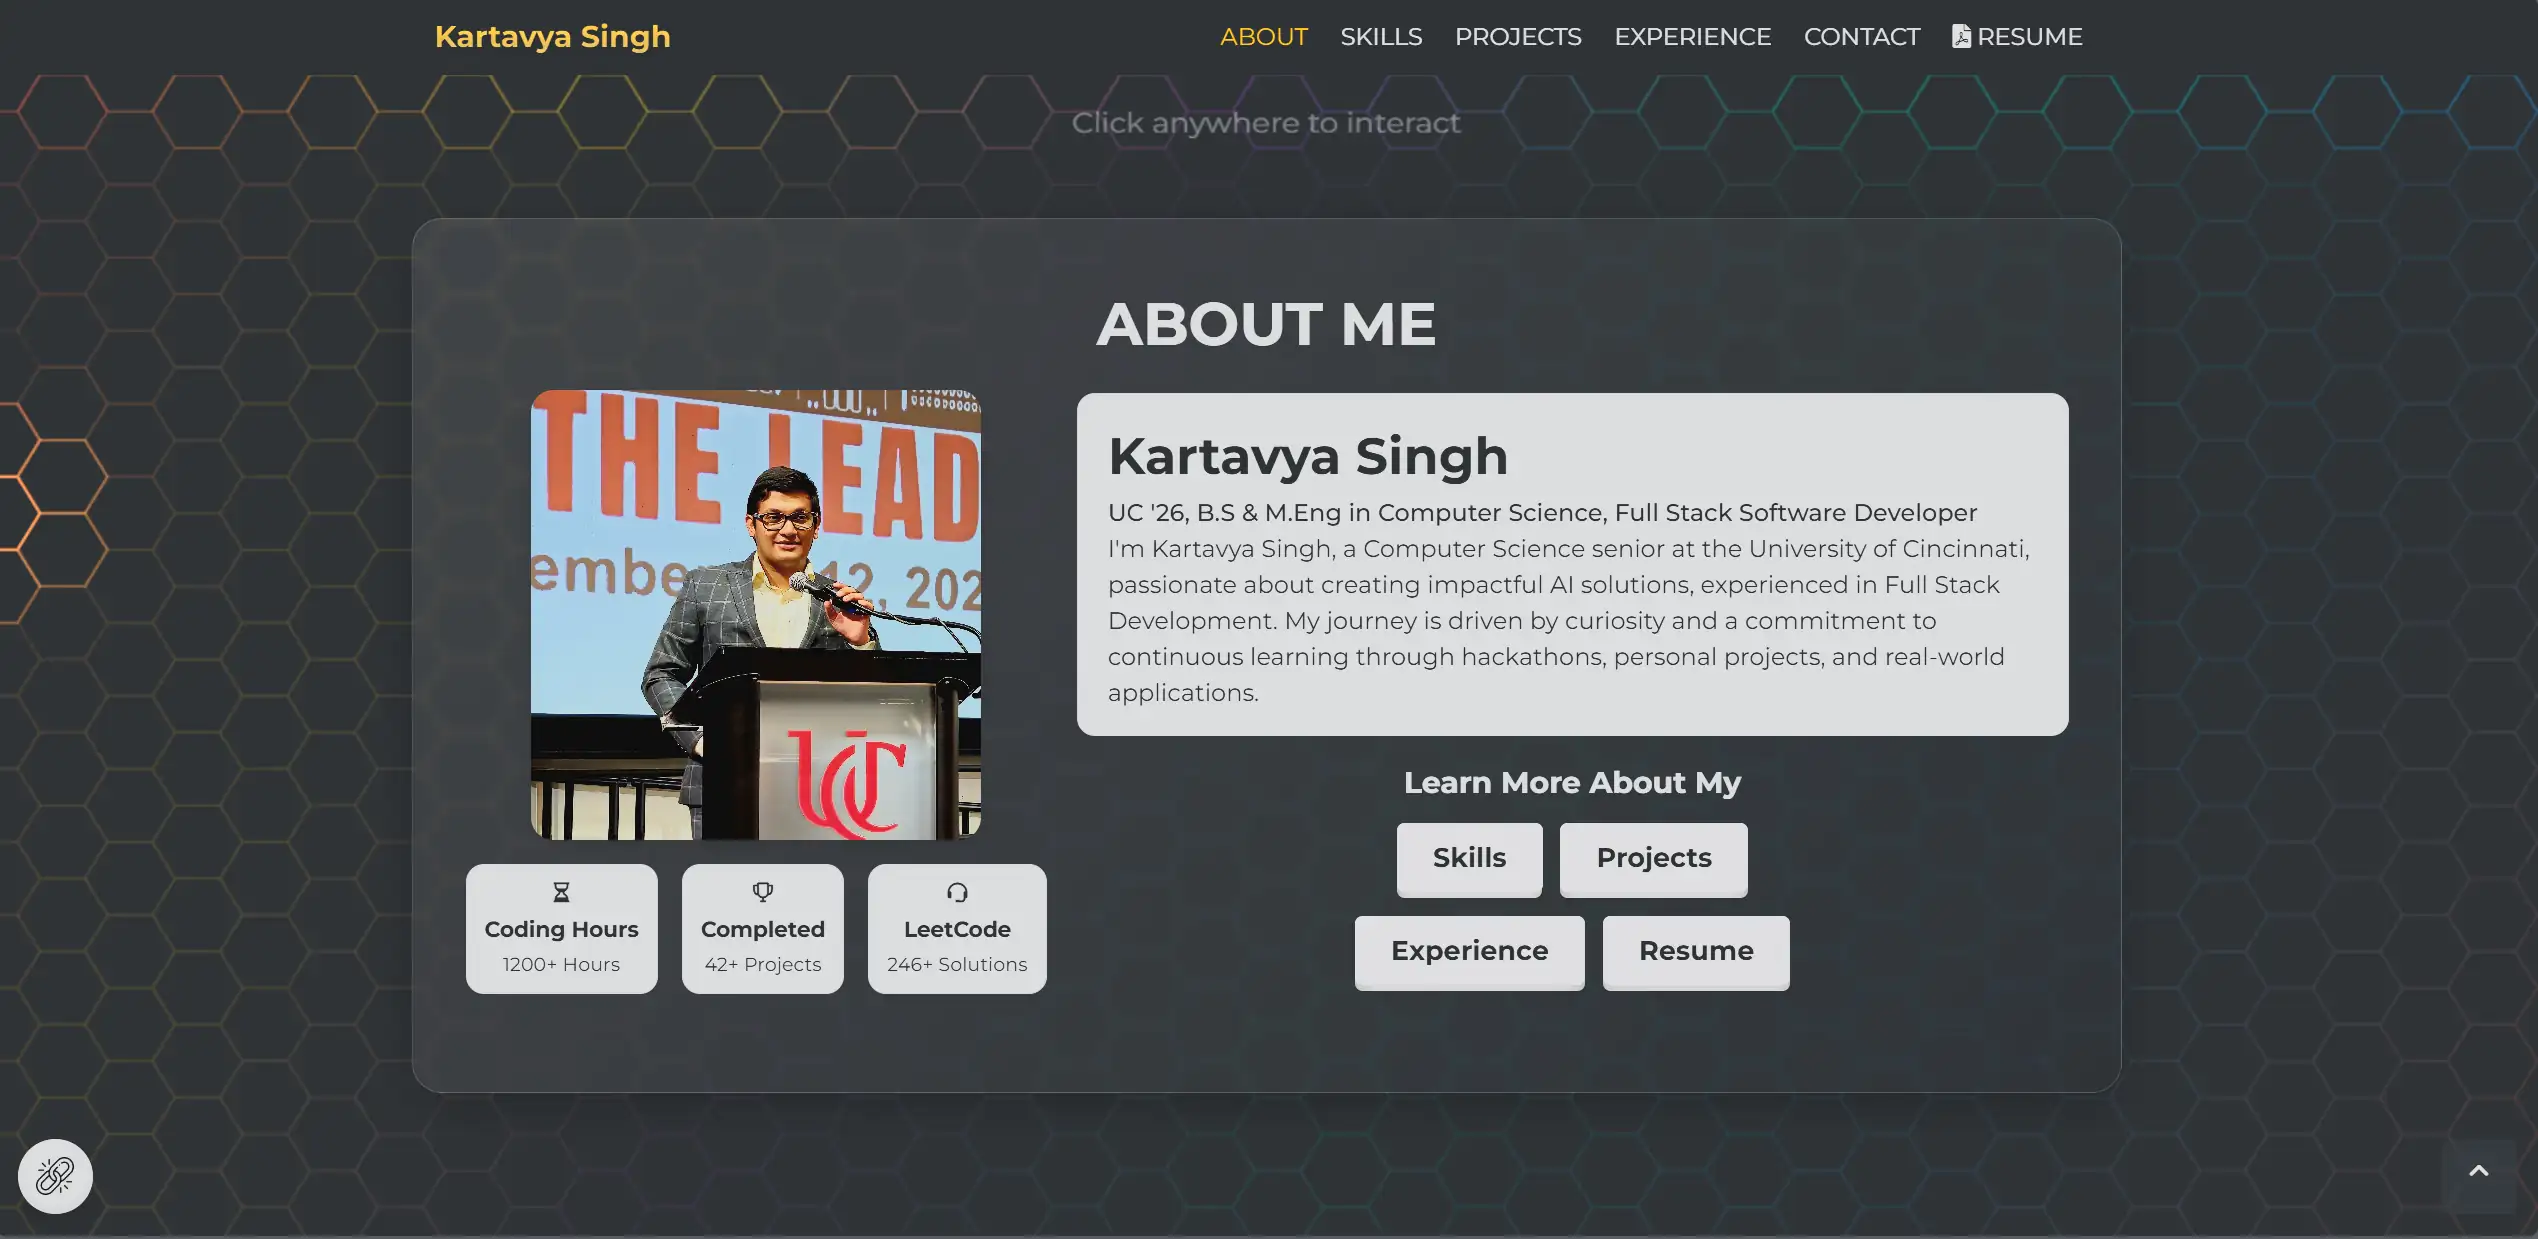 Kartavya Singh
ABOUT
SKILLS
PROJECTS
EXPERIENCE
CONTACT
RESUME
Click anywhere to interact
ABOUT ME
THE LEAD
embe 12, 202
UC
Kartavya Singh
UC '26, B.S & M.Eng in Computer Science, Full Stack Software Developer
I'm Kartavya Singh, a Computer Science senior at the University of Cincinnati,
passionate about creating impactful AI solutions, experienced in Full Stack
Development. My journey is driven by curiosity and a commitment to
continuous learning through hackathons, personal projects, and real-world
applications.
Coding Hours
1200+ Hours
Completed
42+ Projects
LeetCode
246+ Solutions
Learn More About My
Skills
Projects
Experience
Resume